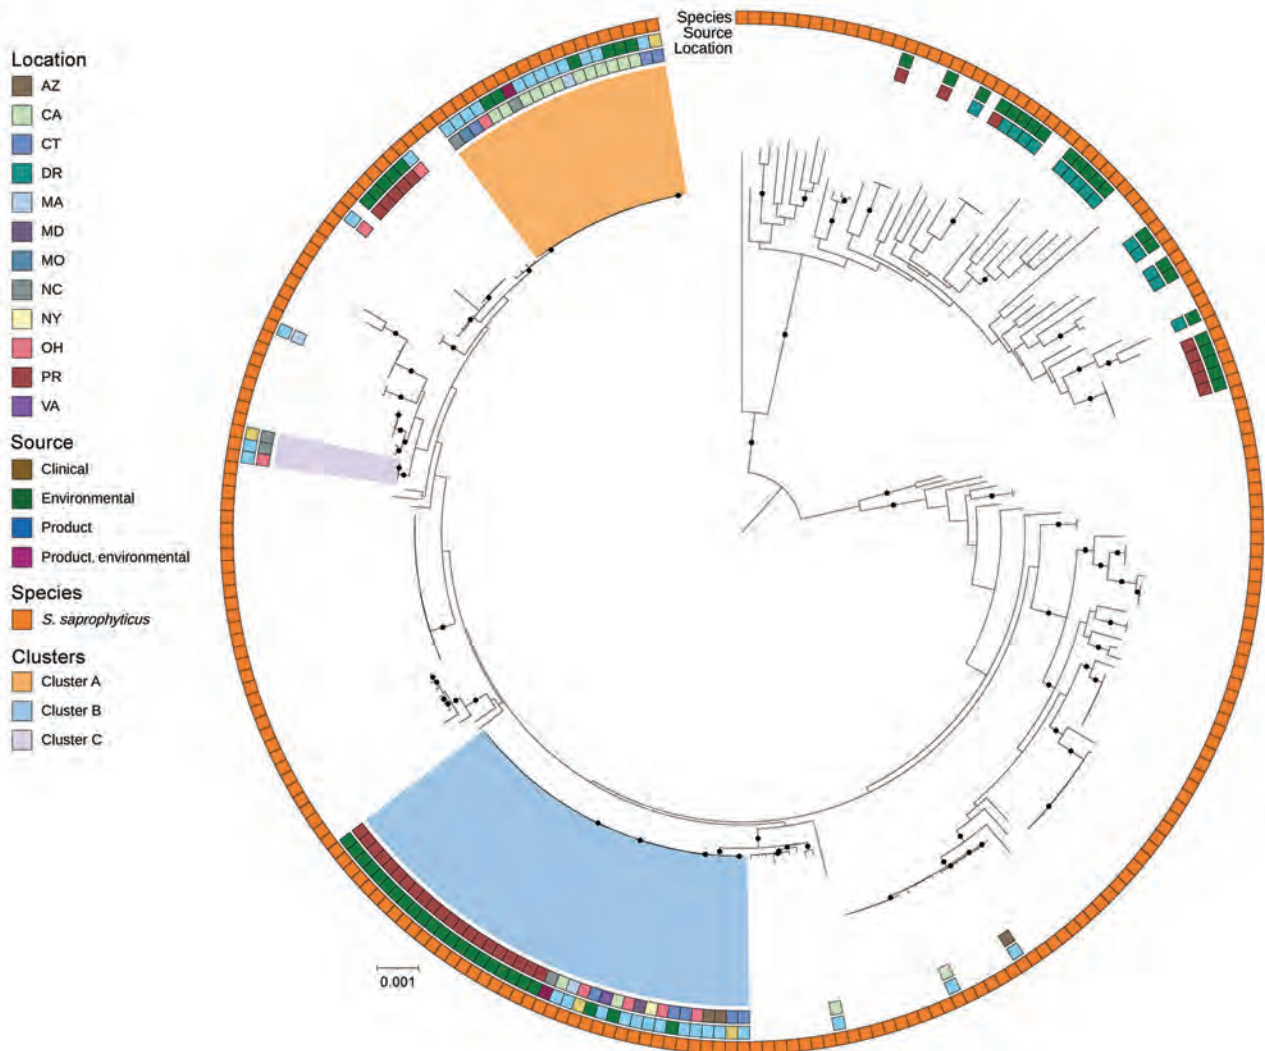 Species
Source
Location
Location
AZ
CA
CT
DR
MA
MD
MO
NC
NY
OH
PR
VA
Source
Clinical
Environmental
Product
Product, environmental
Species
S. saprophyticus
Clusters
Cluster A
Cluster B
Cluster C
0.001